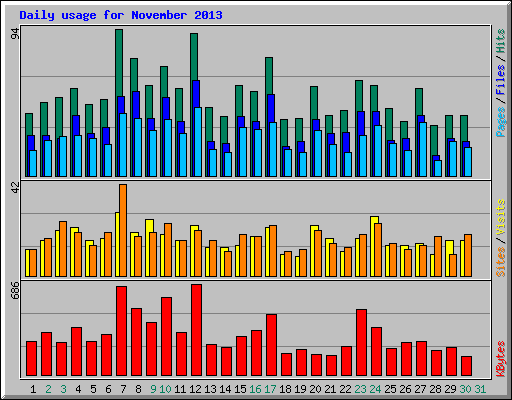 Daily usage for November 2013
94
Pages / Files / Hits
42
Sites / Visits
686
KBytes
1 2 3 4 5 6 7 8 9 10 11 12 13 14 15 16 17 18 19 20 21 22 23 24 25 26 27 28 29 30 31